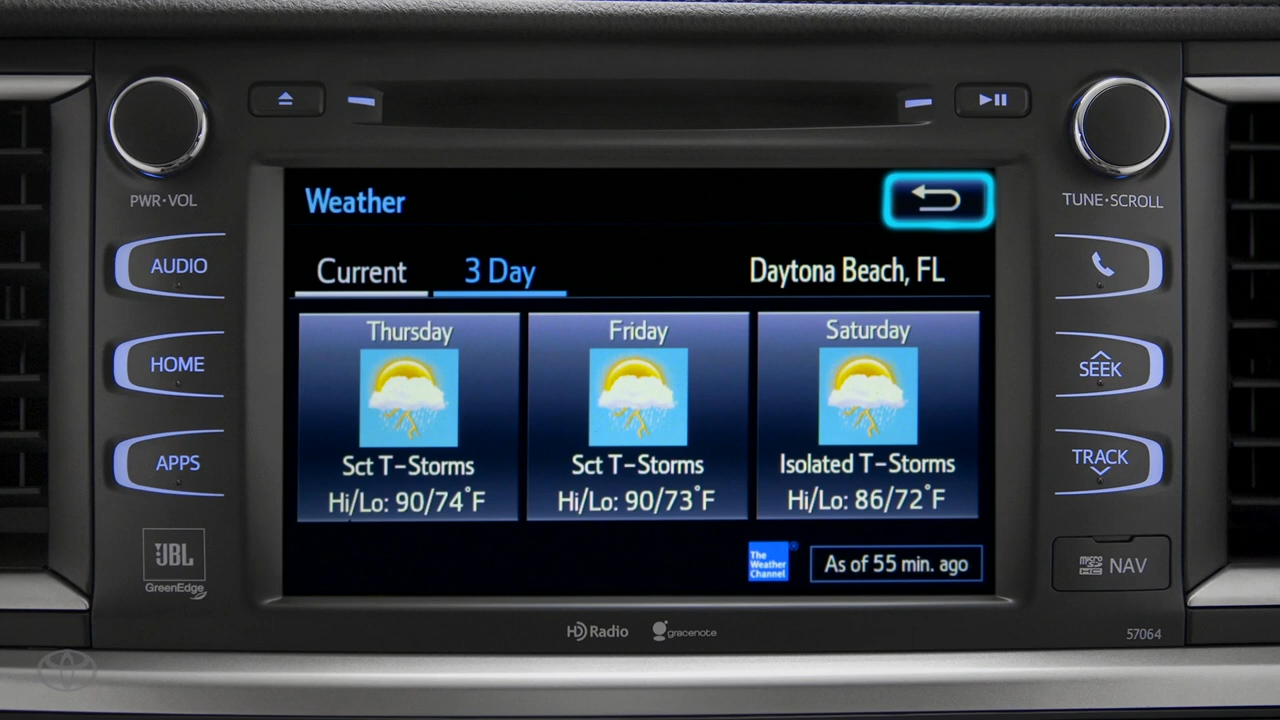 PWR·VOL
TUNE·SCROLL
Weather
AUDIO
Current
3 Day
Daytona Beach, FL
Thursday
Friday
Saturday
HOME
SEEK
APPS
TRACK
Sct T-Storms
Sct T-Storms
Isolated T-Storms
Hi/Lo: 90/74°F
Hi/Lo: 90/73°F
Hi/Lo: 86/72°F
JBL
GreenEdge
The
Weather
Channel
As of 55 min. ago
micro
HC
NAV
HD Radio
gracenote
57064